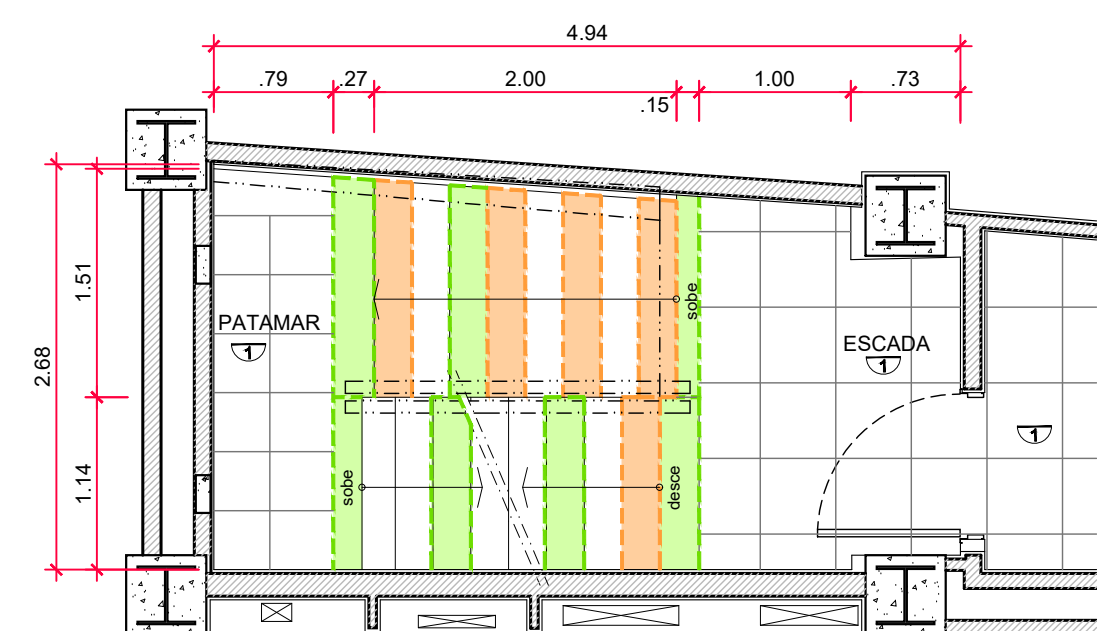 4.94
.79 .27 2.00 .15 1.00 .73
1.51
2.68
1.14
PATAMAR
1
sobe
ESCADA
1
1
sobe
desce